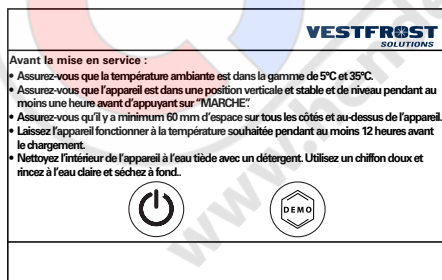 VESTFROST
SOLUTIONS
Avant la mise en service :
• Assurez-vous que la température ambiante est dans la gamme de 5°C et 35°C.
• Assurez-vous que l'appareil est dans une position verticale et stable et de niveau pendant au
moins une heure avant d'appuyant sur "MARCHE".
• Assurez-vous qu'il y a minimum 60 mm d'espace sur tous les côtés et au-dessus de l'appareil.
• Laissez l'appareil fonctionner à la température souhaitée pendant au moins 12 heures avant
le chargement.
• Nettoyez l'intérieur de l'appareil à l'eau tiède avec un détergent. Utilisez un chiffon doux et
rincez à l'eau claire et séchez à fond..
DEMO